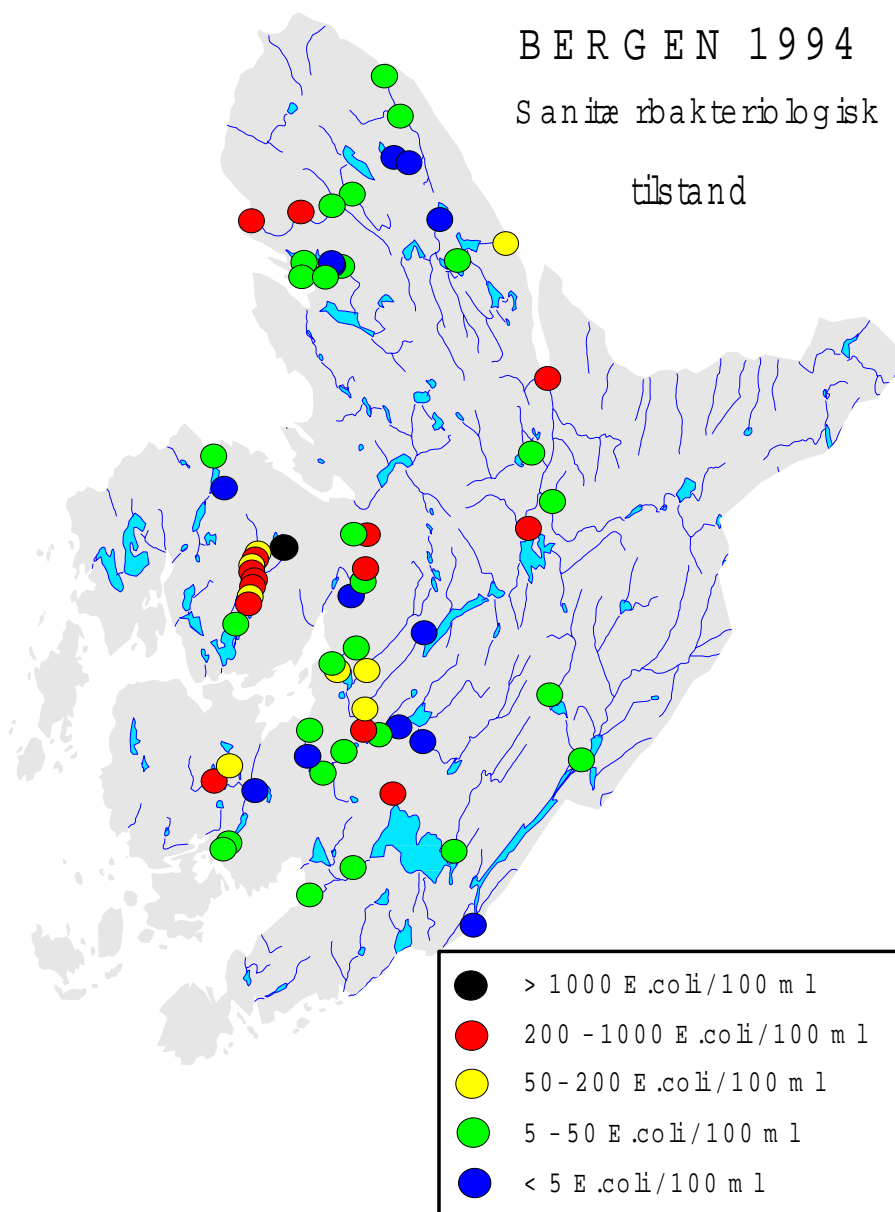 BERGEN 1994
Sanitærbakteriologisk
tilstand
> 1000 E.coli/100 ml
200 - 1000 E.coli/100 ml
50-200 E.coli/100 ml
5 - 50 E.coli/100 ml
< 5 E.coli/100 ml